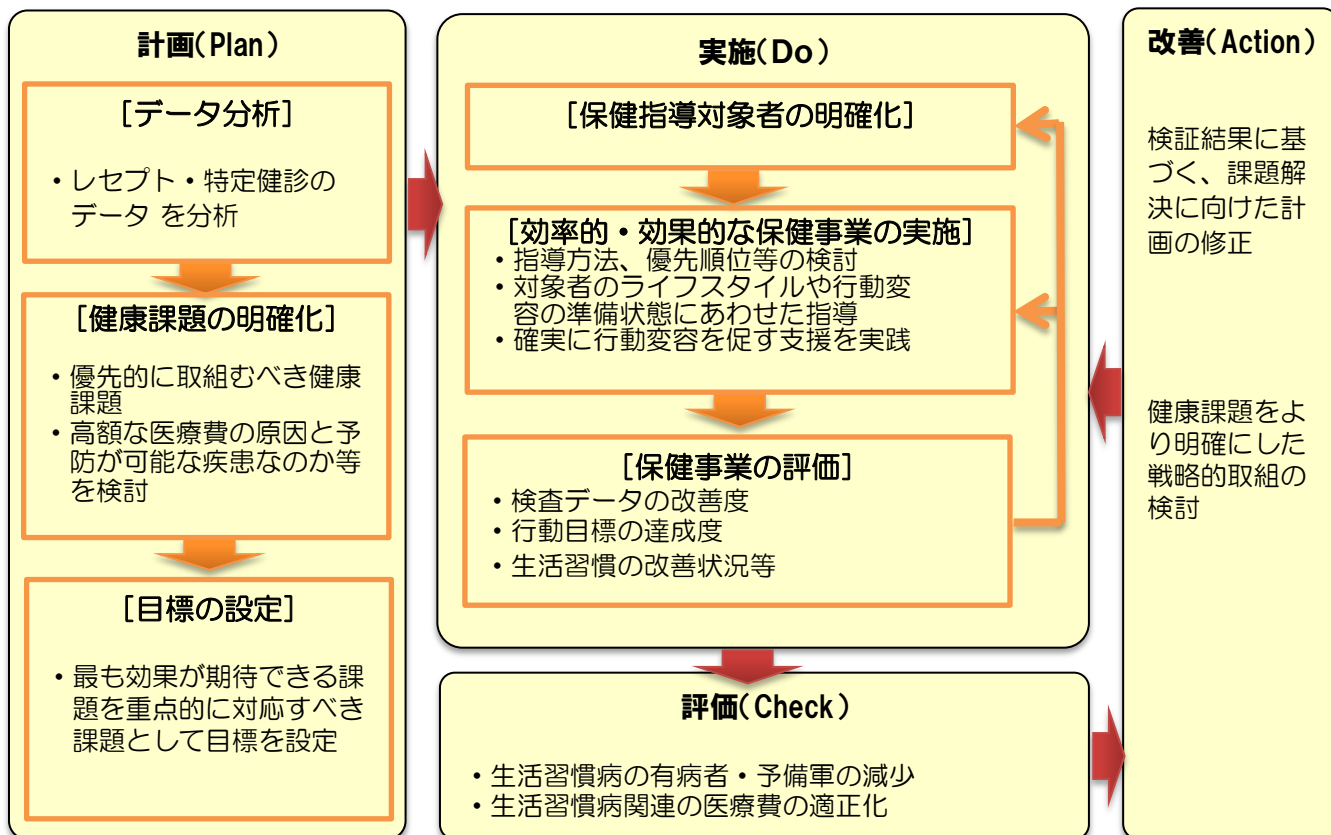 計画(Plan)
[データ分析]
・レセプト・特定健診の
データ を分析
[健康課題の明確化]
・優先的に取組むべき健康
課題
・高額な医療費の原因と予
防が可能な疾患なのか等
を検討
[目標の設定]
・最も効果が期待できる課
題を重点的に対応すべき
課題として目標を設定
実施(Do)
[保健指導対象者の明確化]
[効率的・効果的な保健事業の実施]
・指導方法、優先順位等の検討
・対象者のライフスタイルや行動変
容の準備状態にあわせた指導
・確実に行動変容を促す支援を実践
[保健事業の評価]
・検査データの改善度
・行動目標の達成度
・生活習慣の改善状況等
評価(Check)
・生活習慣病の有病者・予備軍の減少
・生活習慣病関連の医療費の適正化
改善(Action)
検証結果に基
づく、課題解
決に向けた計
画の修正
健康課題をよ
り明確にした
戦略的取組の
検討